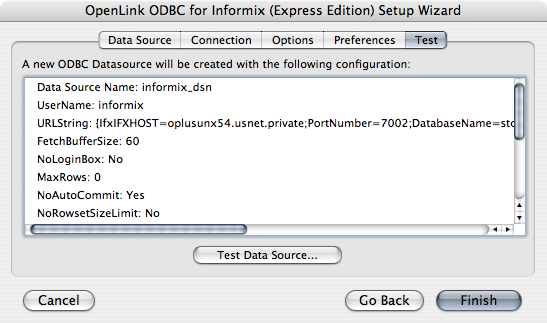 OpenLink ODBC for Informix (Express Edition) Setup Wizard
Data Source Connection Options Preferences Test
A new ODBC Datasource will be created with the following configuration:
Data Source Name: informix_dsn
UserName: informix
URLString: {IfxIFXHOST=oplusunx54.usnet.private;PortNumber=7002;DatabaseName=sto
FetchBufferSize: 60
NoLoginBox: No
MaxRows: 0
NoAutoCommit: Yes
NoRowsetSizeLimit: No
Test Data Source...
Cancel Go Back Finish